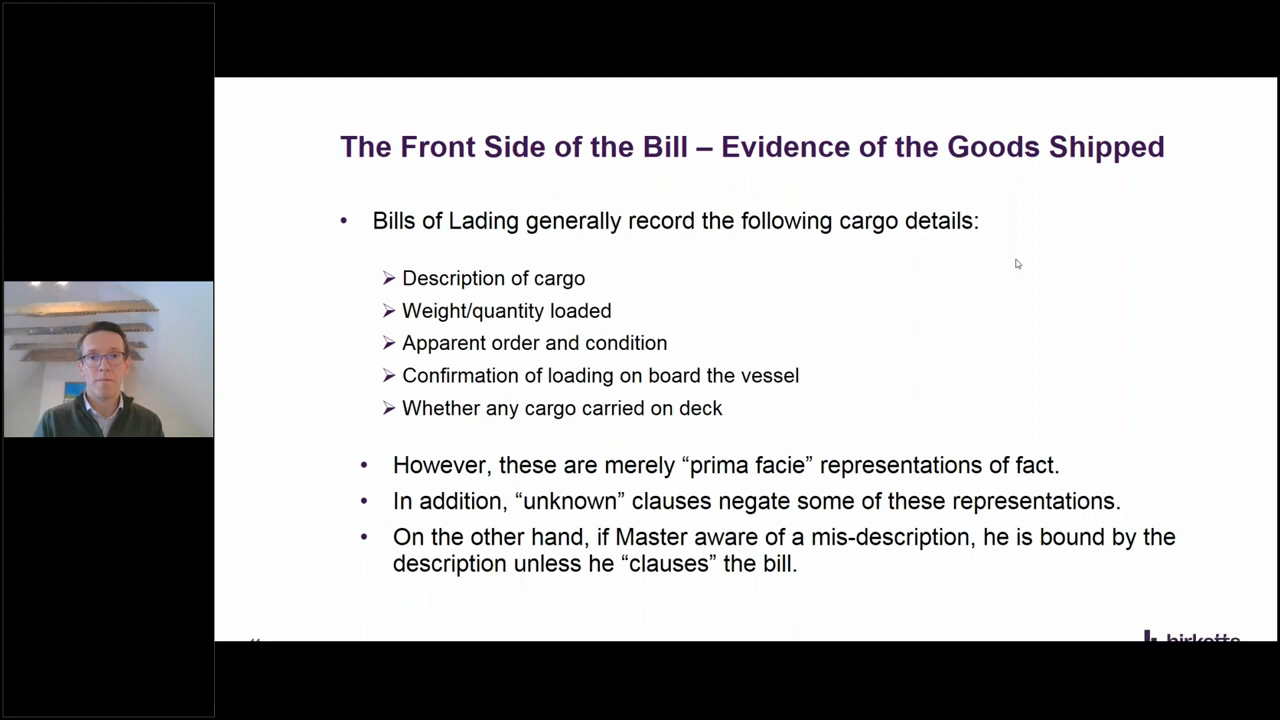 The Front Side of the Bill – Evidence of the Goods Shipped
• Bills of Lading generally record the following cargo details:
➢ Description of cargo
➢ Weight/quantity loaded
➢ Apparent order and condition
➢ Confirmation of loading on board the vessel
➢ Whether any cargo carried on deck
• However, these are merely “prima facie” representations of fact.
• In addition, “unknown” clauses negate some of these representations.
• On the other hand, if Master aware of a mis-description, he is bound by the
description unless he “clauses” the bill.
birketts